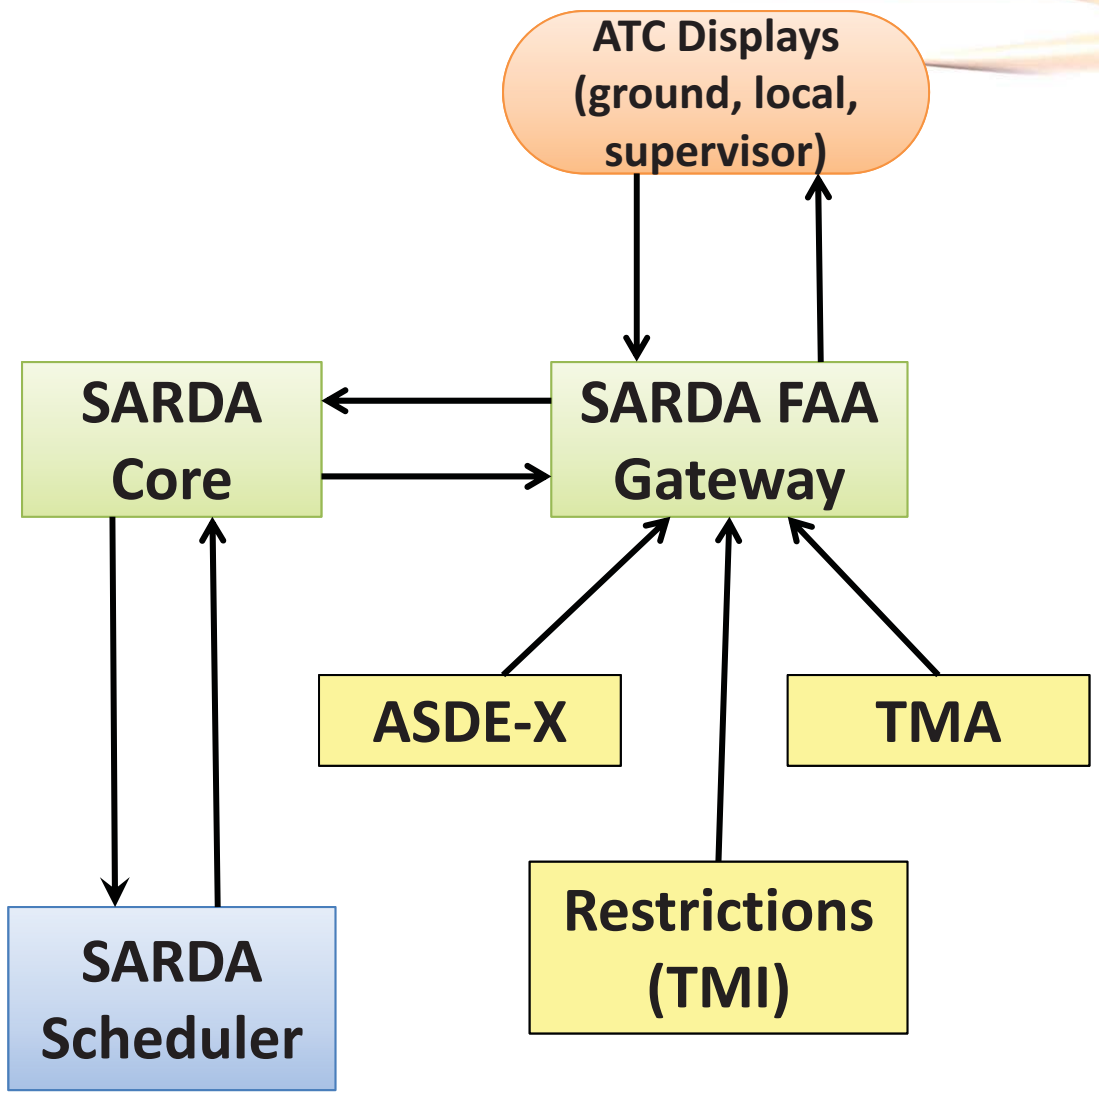 ATC Displays
(ground, local,
supervisor)
SARDA
Core
SARDA FAA
Gateway
ASDE-X
TMA
Restrictions
(TMI)
SARDA
Scheduler